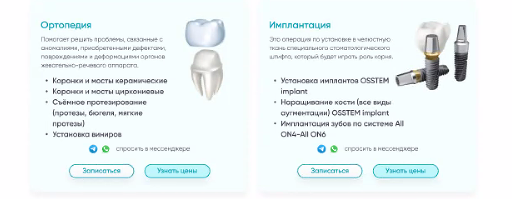 Ортопедия
Помогает решить проблемы, связанные с
аномалиями, приобретенными дефектами,
повреждениями и деформациями органов
жевательно-речевого аппарата.
• Коронки и мосты керамические
• Коронки и мосты циркониевые
• Съёмное протезирование
(протезы, бюгеля, мягкие
протезы)
• Установка виниров
спросить в мессенджере
Записаться
Узнать цены
Имплантация
Это операция по установке в челюстную
ткань специального стоматологического
штифта, который будет играть роль корня.
• Установка имплантов OSSTEM
implant
• Наращивание кости (все виды
аугментации) OSSTEM implant
• Имплантация зубов по системе All
ON4-All ON6
спросить в мессенджере
Записаться
Узнать цены